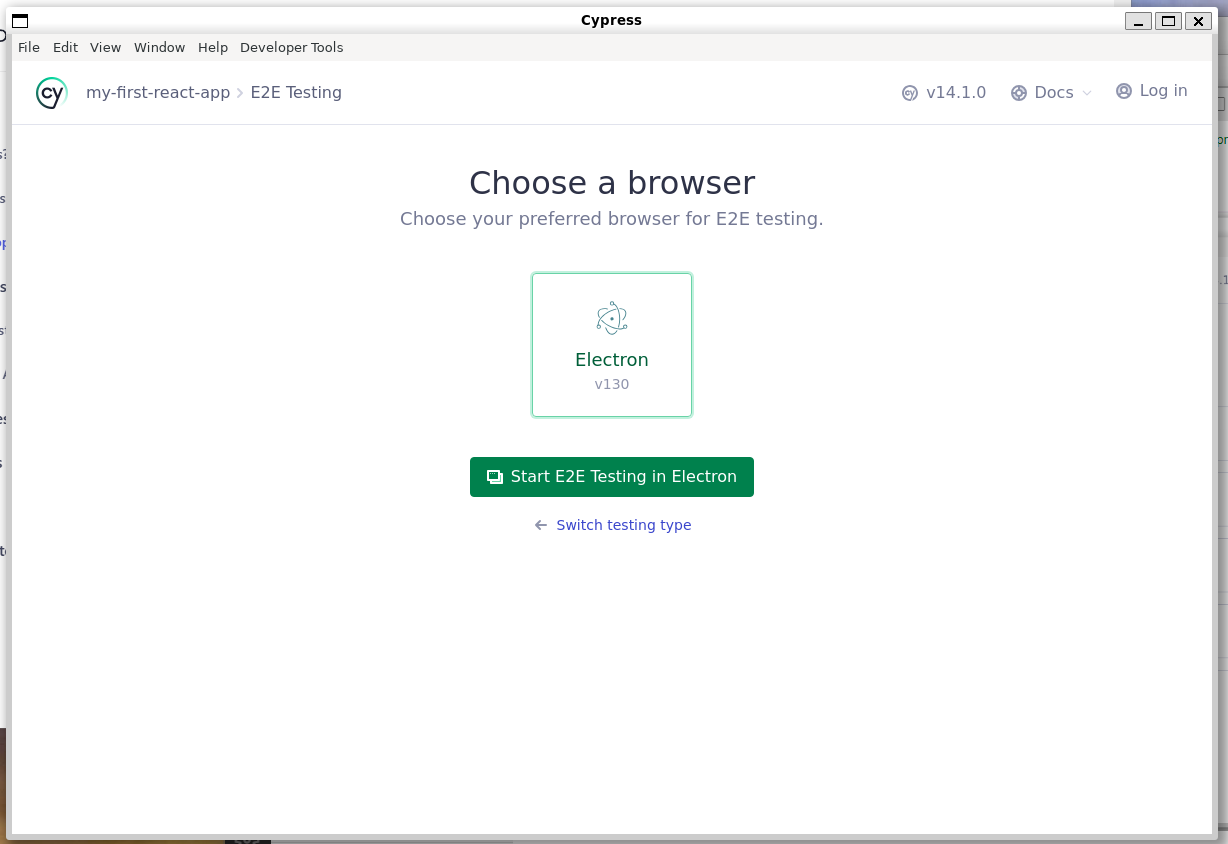 Cypress
File Edit View Window Help Developer Tools
cy my-first-react-app E2E Testing cy v14.1.0 Docs Log in
Choose a browser
Choose your preferred browser for E2E testing.
Electron
v130
Start E2E Testing in Electron
Switch testing type